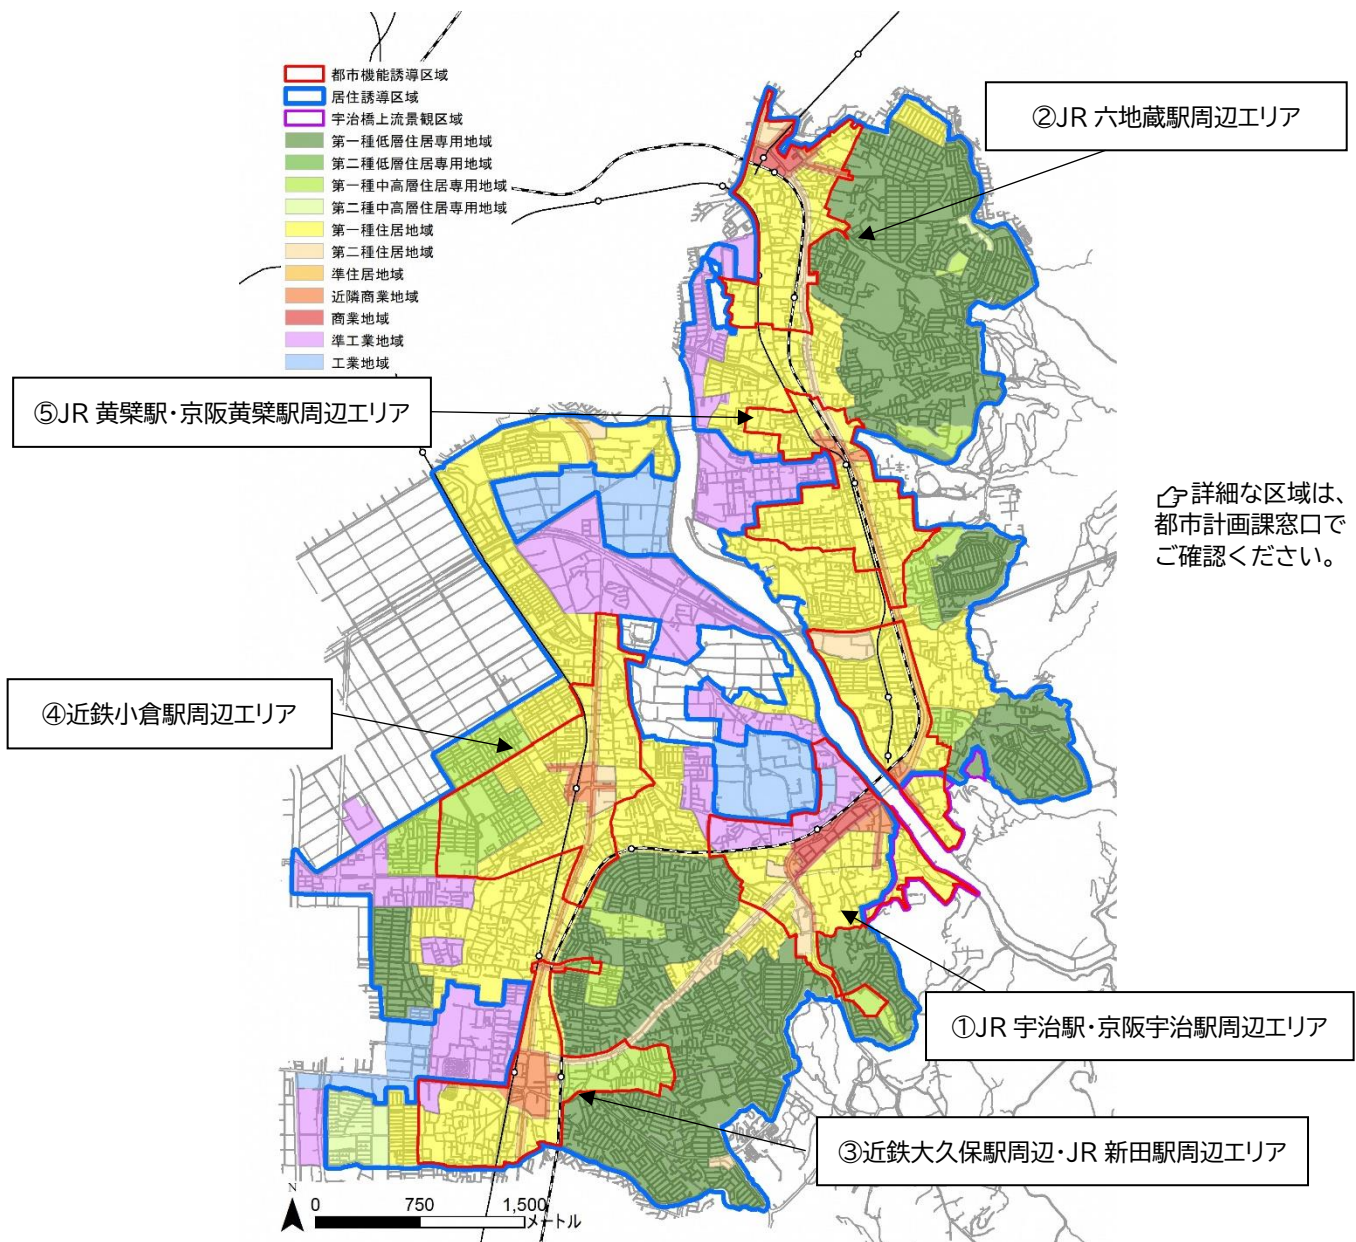 都市機能誘導区域
居住誘導区域
宇治橋上流景観区域
第一種低層住居専用地域
第二種低層住居専用地域
第一種中高層住居専用地域
第二種中高層住居専用地域
第一種住居地域
第二種住居地域
準住居地域
近隣商業地域
商業地域
準工業地域
工業地域
②JR 六地蔵駅周辺エリア
⑤JR 黄檗駅・京阪黄檗駅周辺エリア
☞詳細な区域は、
都市計画課窓口で
ご確認ください。
④近鉄小倉駅周辺エリア
①JR 宇治駅・京阪宇治駅周辺エリア
③近鉄大久保駅周辺・JR 新田駅周辺エリア
N
0 750 1,500
メートル